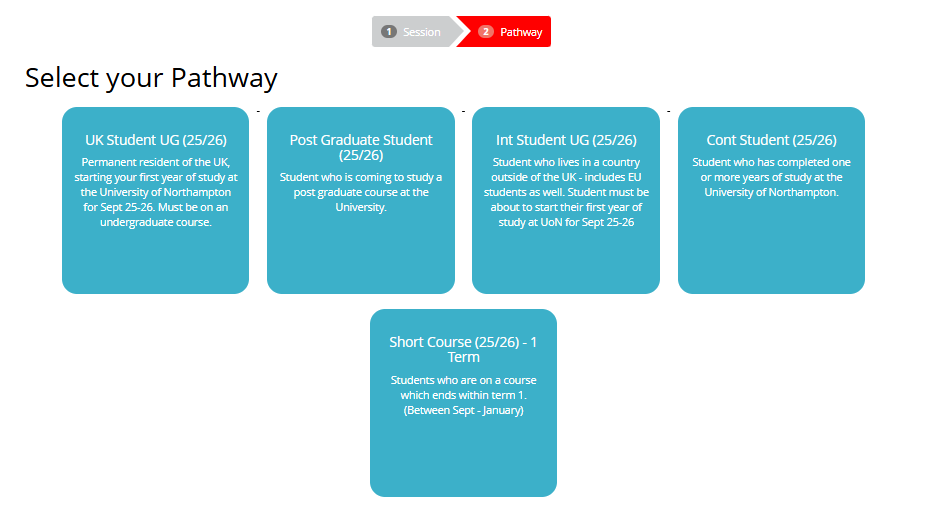 1 Session
2 Pathway
Select your Pathway
UK Student UG (25/26)
Permanent resident of the UK,
starting your first year of study at
the University of Northampton
for Sept 25-26. Must be on an
undergraduate course.
Post Graduate Student
(25/26)
Student who is coming to study a
post graduate course at the
University.
Int Student UG (25/26)
Student who lives in a country
outside of the UK - includes EU
students as well. Student must be
about to start their first year of
study at UoN for Sept 25-26
Cont Student (25/26)
Student who has completed one
or more years of study at the
University of Northampton.
Short Course (25/26) - 1
Term
Students who are on a course
which ends within term 1.
(Between Sept - January)